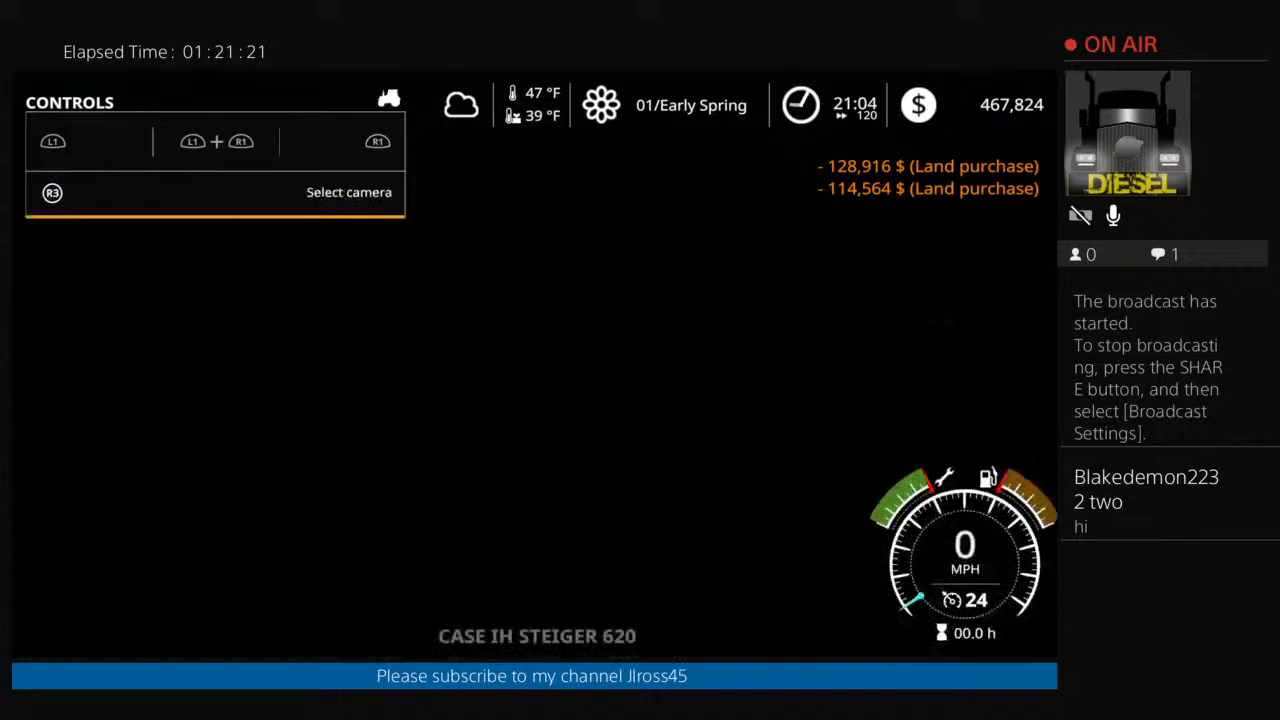 Elapsed Time: 01:21:21
ON AIR
CONTROLS
L1 L1 + R1 R1
R3 Select camera
47 °F
39 °F
01/Early Spring
21:04
120
$ 467,824
- 128,916 $ (Land purchase)
- 114,564 $ (Land purchase)
DIESEL
0 1
The broadcast has
started.
To stop broadcasti
ng, press the SHAR
E button, and then
select [Broadcast
Settings].
Blakedemon223
2 two
hi
0
MPH
24
00.0 h
CASE IH STEIGER 620
Please subscribe to my channel Jlross45